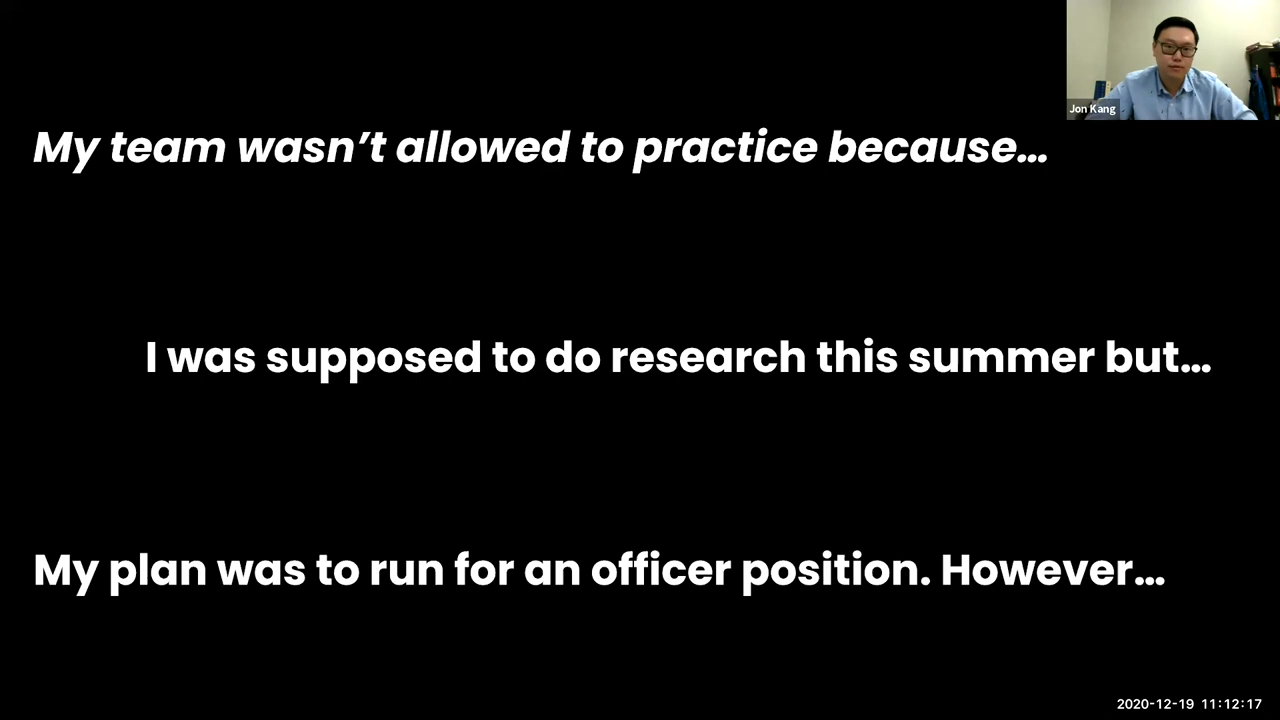 Jon Kang
My team wasn’t allowed to practice because…
I was supposed to do research this summer but…
My plan was to run for an officer position. However…
2020-12-19 11:12:17